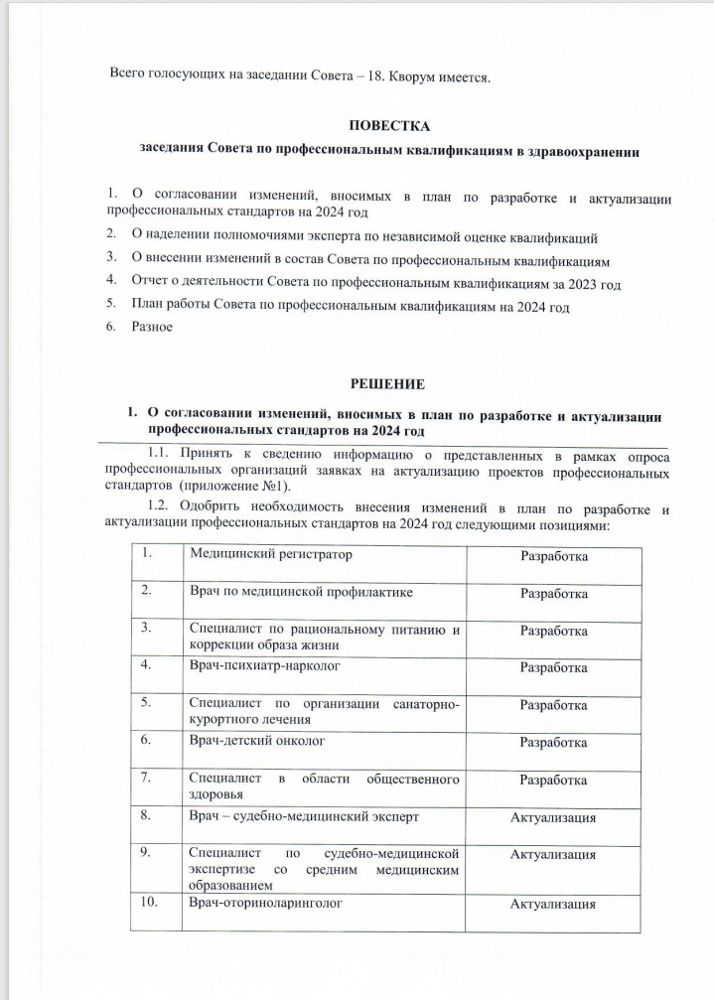 Всего голосующих на заседании Совета – 18. Кворум имеется.
ПОВЕСТКА
заседания Совета по профессиональным квалификациям в здравоохранении
1. О согласовании изменений, вносимых в план по разработке и актуализации
профессиональных стандартов на 2024 год
2. О наделении полномочиями эксперта по независимой оценке квалификаций
3. О внесении изменений в состав Совета по профессиональным квалификациям
4. Отчет о деятельности Совета по профессиональным квалификациям за 2023 год
5. План работы Совета по профессиональным квалификациям на 2024 год
6. Разное
РЕШЕНИЕ
1. О согласовании изменений, вносимых в план по разработке и актуализации
профессиональных стандартов на 2024 год
1.1. Принять к сведению информацию о представленных в рамках опроса
профессиональных организаций заявках на актуализацию проектов профессиональных
стандартов (приложение №1).
1.2. Одобрить необходимость внесения изменений в план по разработке и
актуализации профессиональных стандартов на 2024 год следующими позициями:
1. Медицинский регистратор Разработка
2. Врач по медицинской профилактике Разработка
3. Специалист по рациональному питанию и Разработка
коррекции образа жизни
4. Врач-психиатр-нарколог Разработка
5. Специалист по организации санаторно- Разработка
курортного лечения
6. Врач-детский онколог Разработка
7. Специалист в области общественного Разработка
здоровья
8. Врач – судебно-медицинский эксперт Актуализация
9. Специалист по судебно-медицинской Актуализация
экспертизе со средним медицинским
образованием
10. Врач-оториноларинголог Актуализация